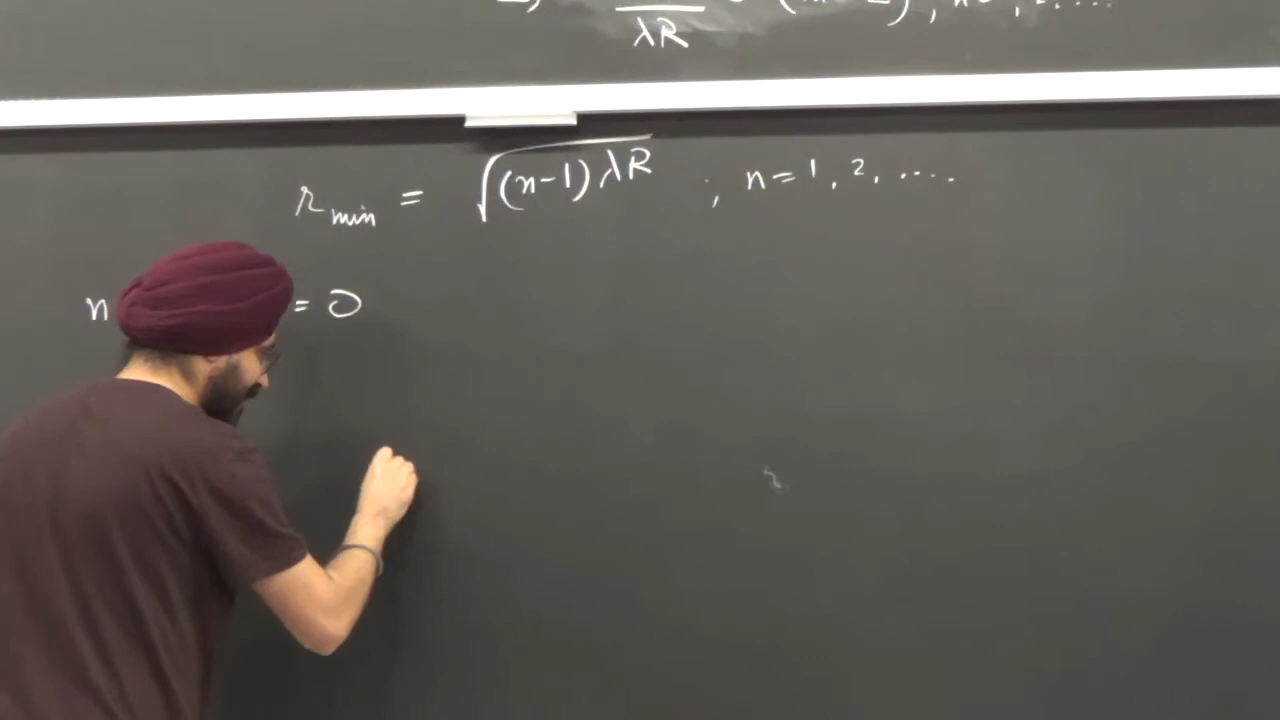 λR
r_min = √(n-1)λR ; n = 1, 2, ....
n = 0